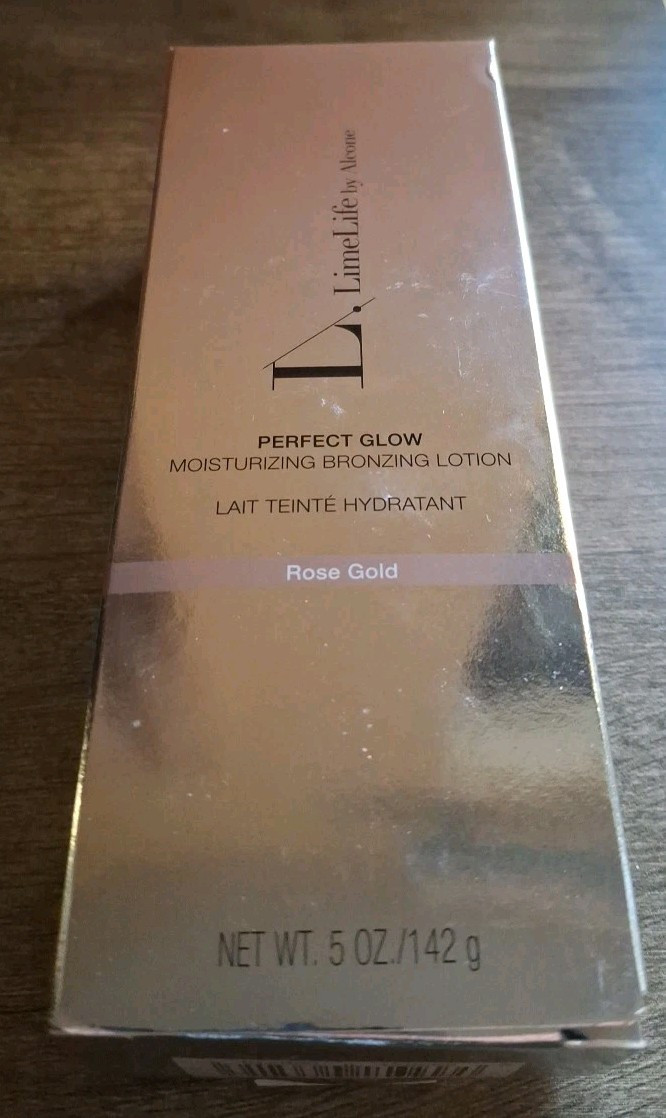 L. LimeLife by Alcone
PERFECT GLOW
MOISTURIZING BRONZING LOTION
LAIT TEINTÉ HYDRATANT
Rose Gold
NET WT. 5 OZ./142 g